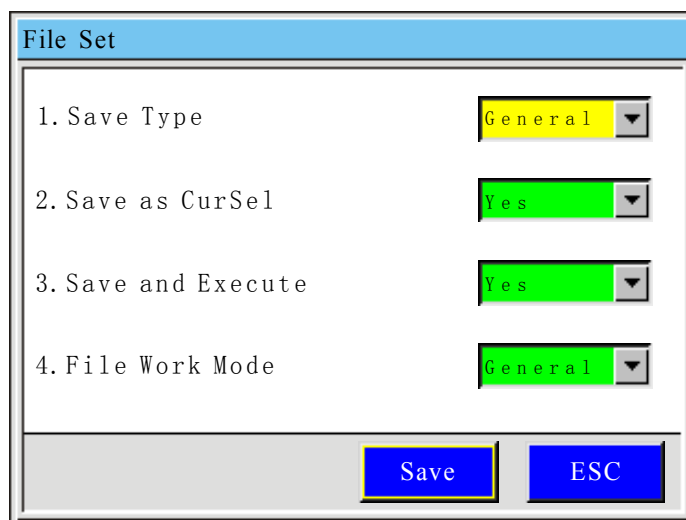 File Set
1.Save Type
General
2.Save as CurSel
Yes
3.Save and Execute
Yes
4.File Work Mode
General
Save
ESC